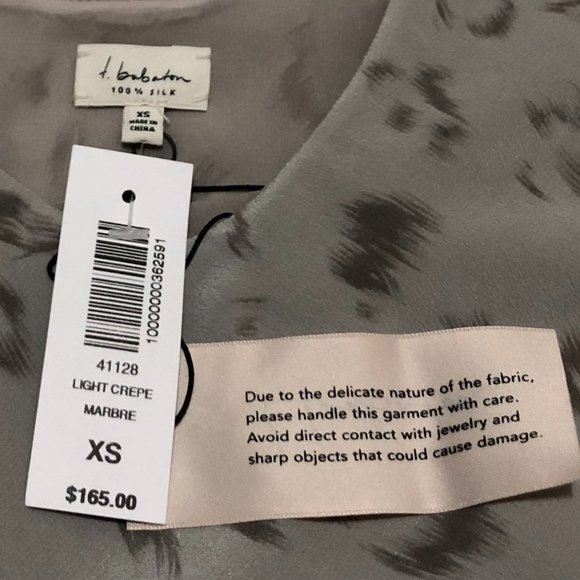 t. babaton
100% SILK
XS
MADE IN
CHINA
10000000362591
41128
LIGHT CREPE
MARBRE
XS
$165.00
Due to the delicate nature of the fabric,
please handle this garment with care.
Avoid direct contact with jewelry and
sharp objects that could cause damage.